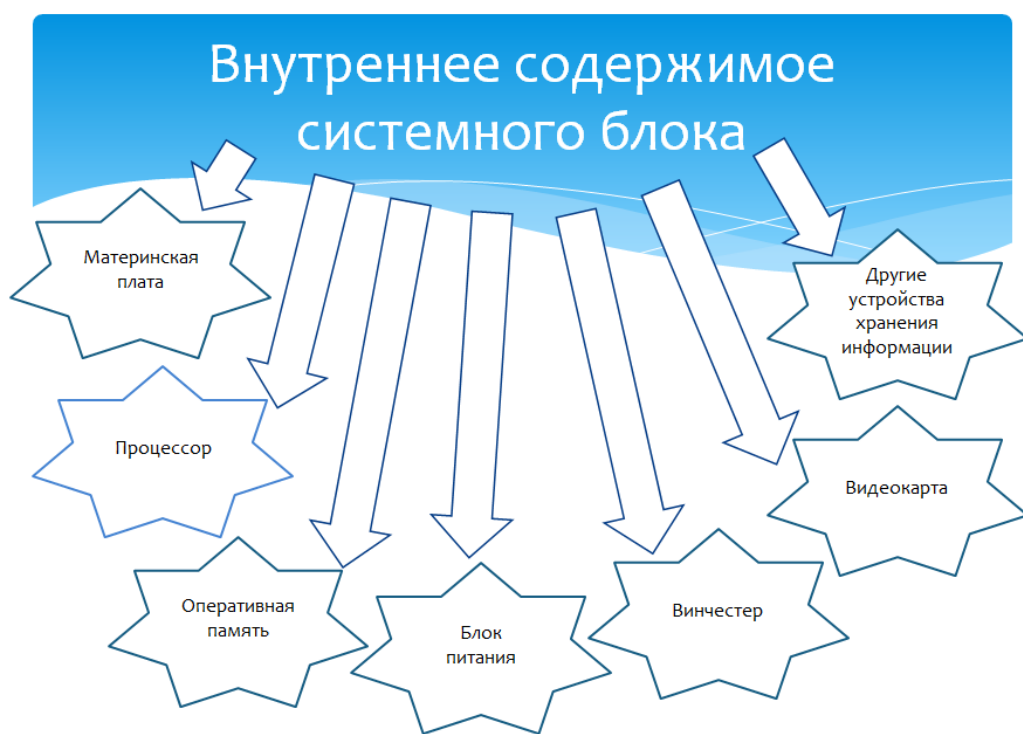 Внутреннее содержимое
системного блока
Материнская
плата
Процессор
Оперативная
память
Блок
питания
Винчестер
Видеокарта
Другие
устройства
хранения
информации